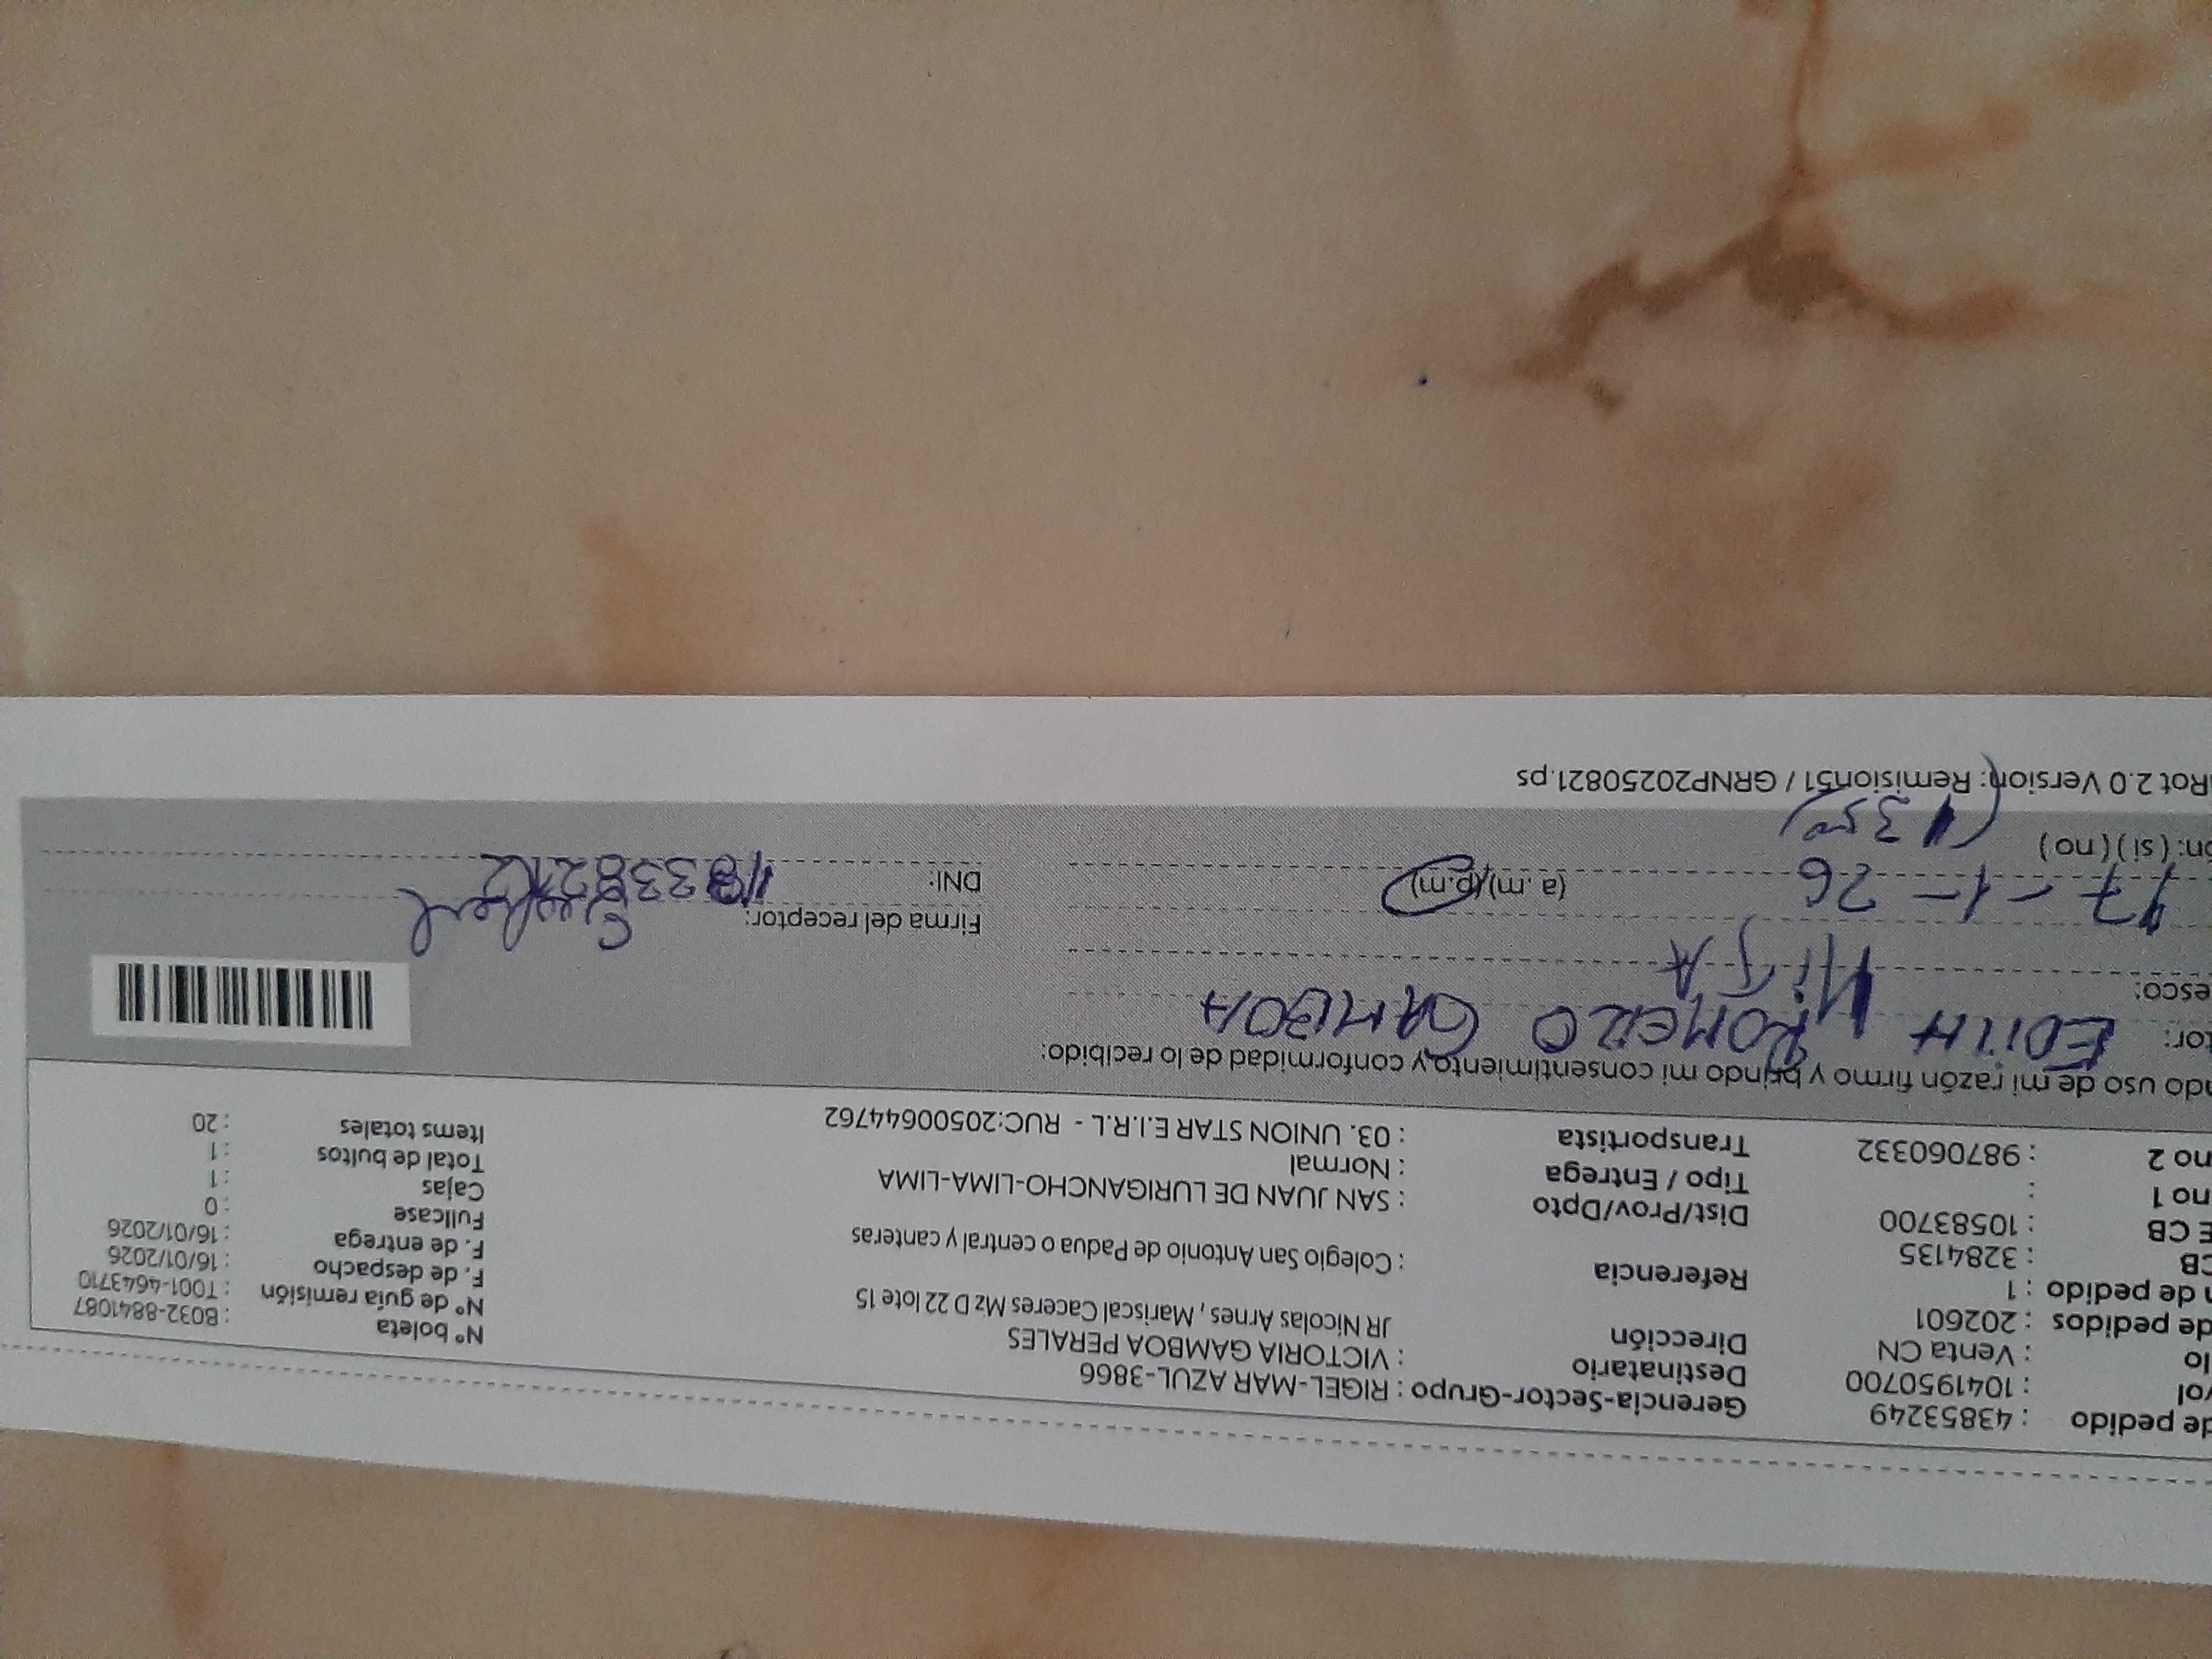 de pedido : 43853249 Gerencia-Sector-Grupo : RIGEL-MAR AZUL-3866
rol : 1041950700 Destinatario : VICTORIA GAMBOA PERALES Nº boleta : B032-8841087
lo : Venta CN Dirección JR Nicolas Arnes , Mariscal Caceres Mz D 22 lote 15 Nº de guía remisión : T001-4643710
de pedidos : 202601 F. de despacho : 16/01/2026
n de pedido : 1 Referencia : Colegio San Antonio de Padua o central y canteras F. de entrega : 16/01/2026
CB : 3284135 Fullcase : 0
E CB : 10583700 Dist/Prov/Dpto : SAN JUAN DE LURIGANCHO-LIMA-LIMA Cajas : 1
no 1 : Tipo / Entrega : Normal Total de bultos : 1
no 2 : 987060332 Transportista : 03. UNION STAR E.I.R.L - RUC:20500644762 Items totales : 20
ndo uso de mi razón firmo y brindo mi consentimiento y conformidad de lo recibido:
tor: EDITH ROMERO GAMBOA
esco: HiJA Firma del receptor:
17-1-26 (a. m) (p.m) DNI:
ón: ( si ) ( no )
Rot 2.0 Version: Remision51 / GRNP20250821.ps